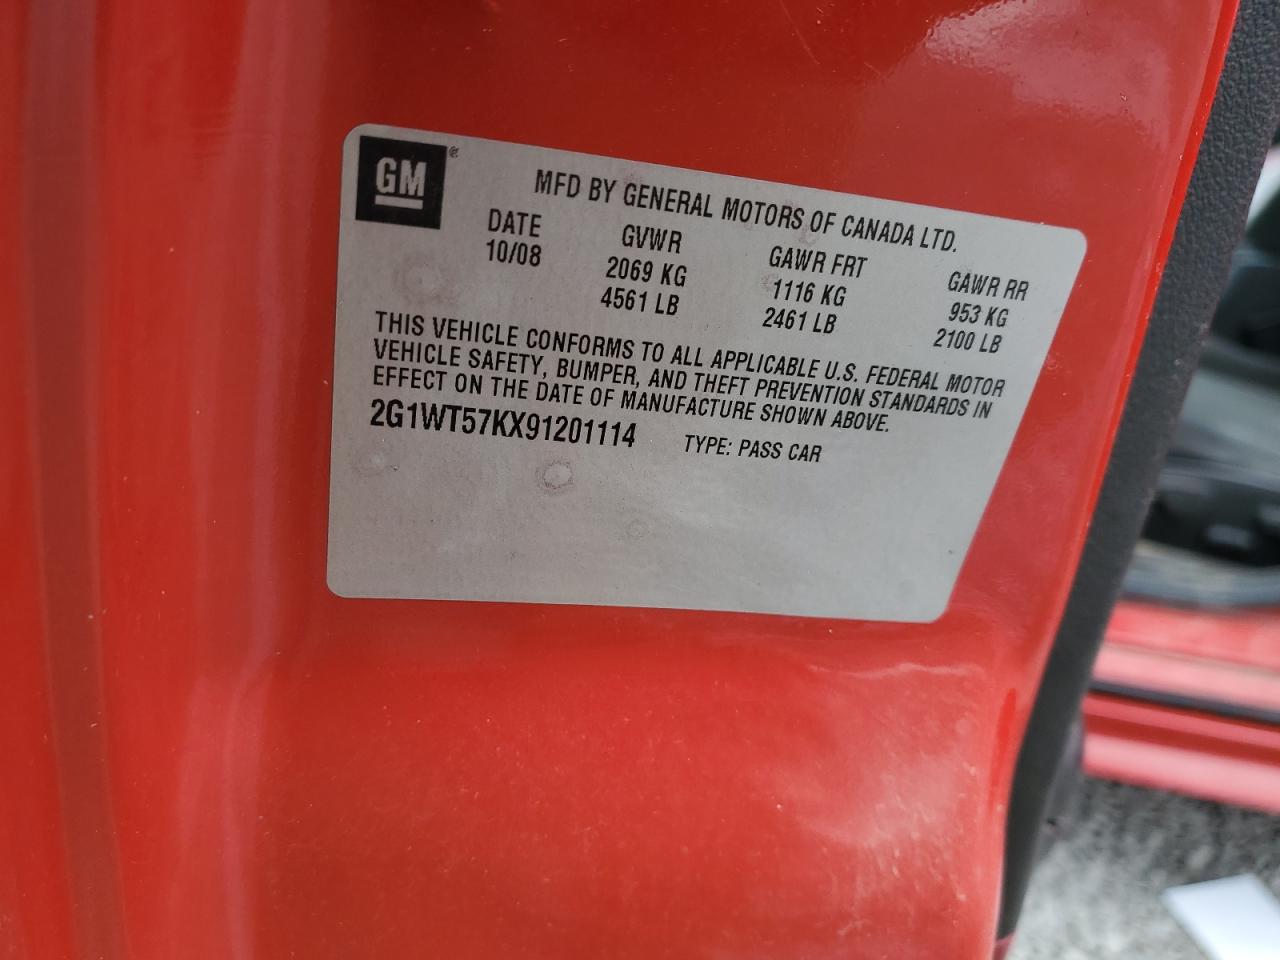 GM
MFD BY GENERAL MOTORS OF CANADA LTD.
DATE GVWR GAWR FRT GAWR RR
10/08 2069 KG 1116 KG 953 KG
4561 LB 2461 LB 2100 LB
THIS VEHICLE CONFORMS TO ALL APPLICABLE U.S. FEDERAL MOTOR
VEHICLE SAFETY, BUMPER, AND THEFT PREVENTION STANDARDS IN
EFFECT ON THE DATE OF MANUFACTURE SHOWN ABOVE.
2G1WT57KX91201114 TYPE: PASS CAR